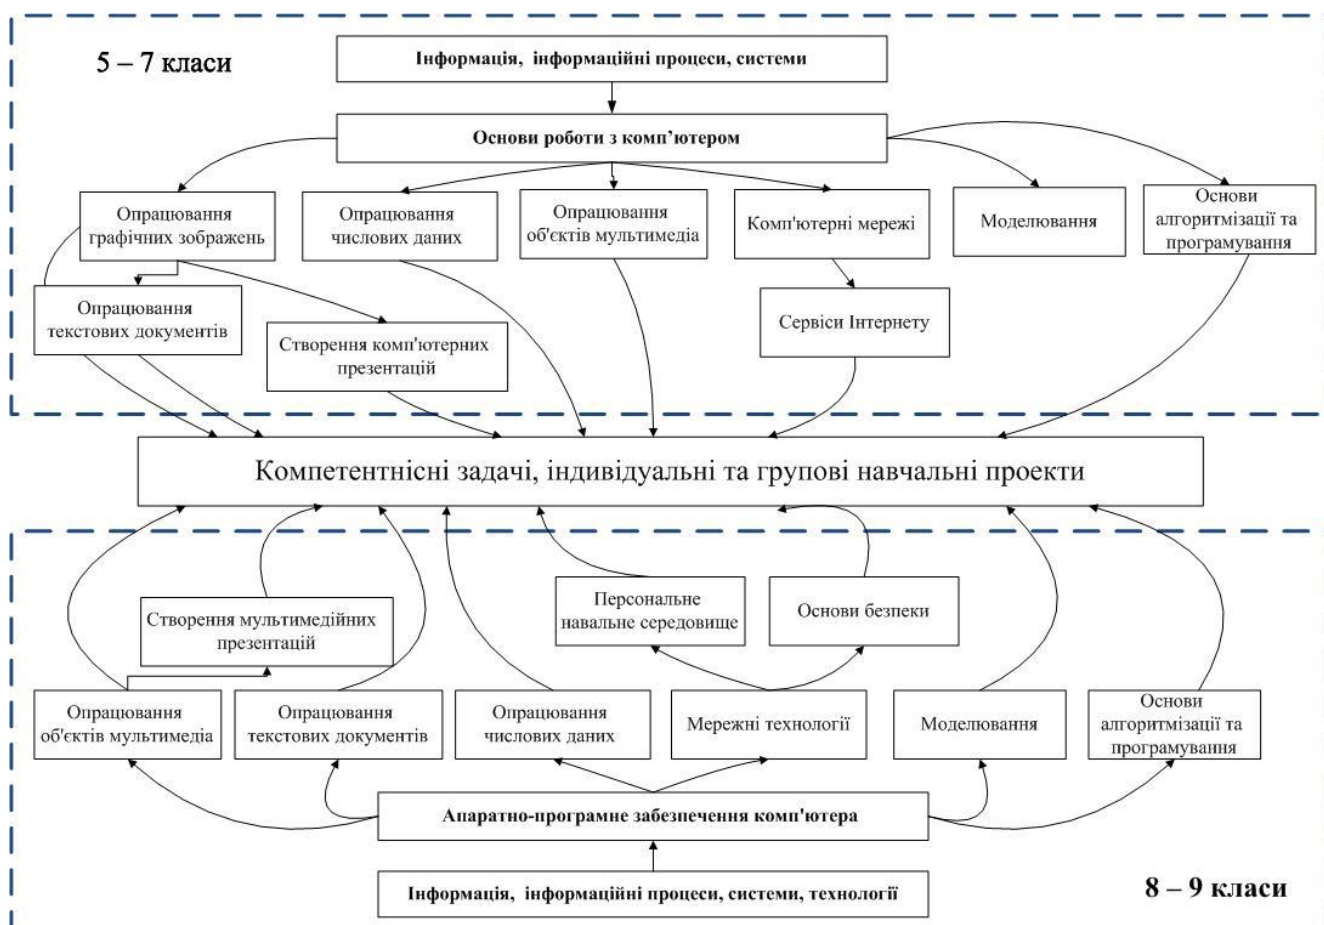 5 – 7 класи
Інформація, інформаційні процеси, системи
Основи роботи з комп’ютером
Опрацювання
графічних зображень
Опрацювання
числових даних
Опрацювання
об'єктів мультимедіа
Комп'ютерні мережі
Моделювання
Основи
алгоритмізації та
програмування
Опрацювання
текстових документів
Створення комп'ютерних
презентацій
Сервіси Інтернету
Компетентнісні задачі, індивідуальні та групові навчальні проекти
Створення мультимедійних
презентацій
Персональне
навальне середовище
Основи безпеки
Опрацювання
об'єктів мультимедіа
Опрацювання
текстових документів
Опрацювання
числових даних
Мережні технології
Моделювання
Основи
алгоритмізації та
програмування
Апаратно-програмне забезпечення комп'ютера
Інформація, інформаційні процеси, системи, технології
8 – 9 класи